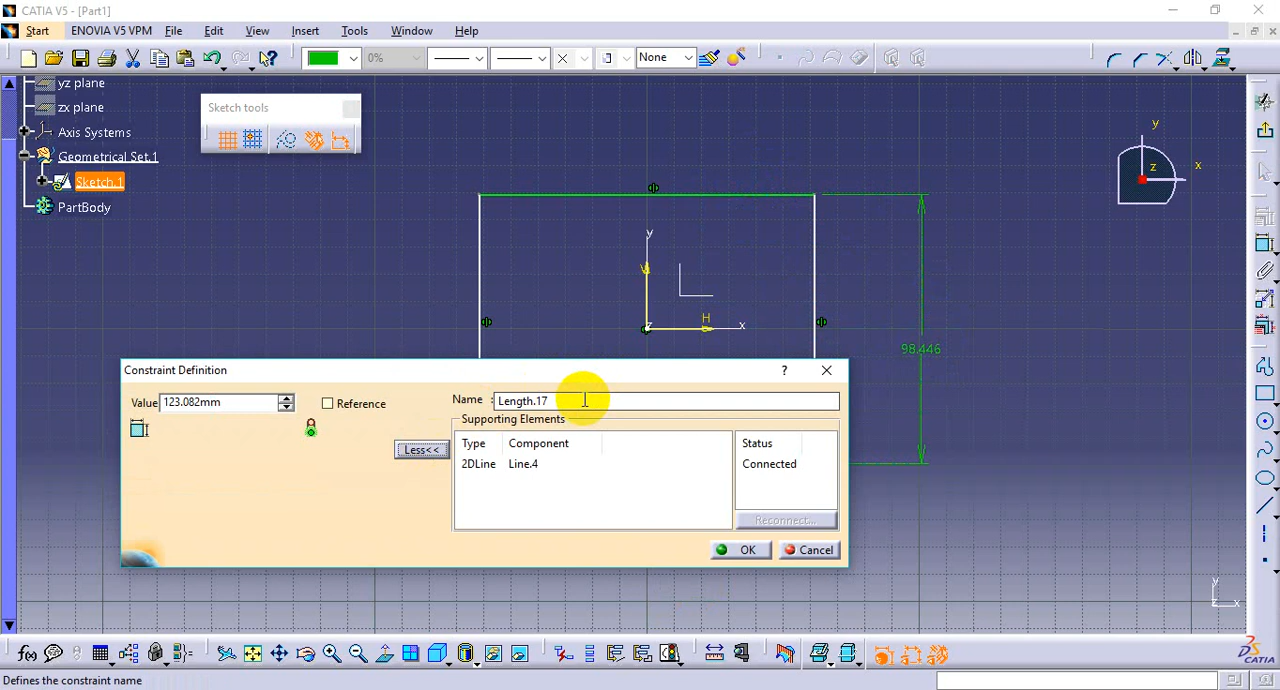 CATIA V5 - [Part1]
Start ENOVIA V5 VPM File Edit View Insert Tools Window Help
0% None
yz plane
zx plane
Axis Systems
Geometrical Set.1
Sketch.1
PartBody
Sketch tools
y
x
z
y
H
x
z
98.446
Constraint Definition ?
Value 123.082mm Reference Name : Length.17
Supporting Elements
Type Component Status
2DLine Line.4 Connected
Less<<
Reconnect...
OK Cancel
y
z x
f(x)
CATIA
Defines the constraint name